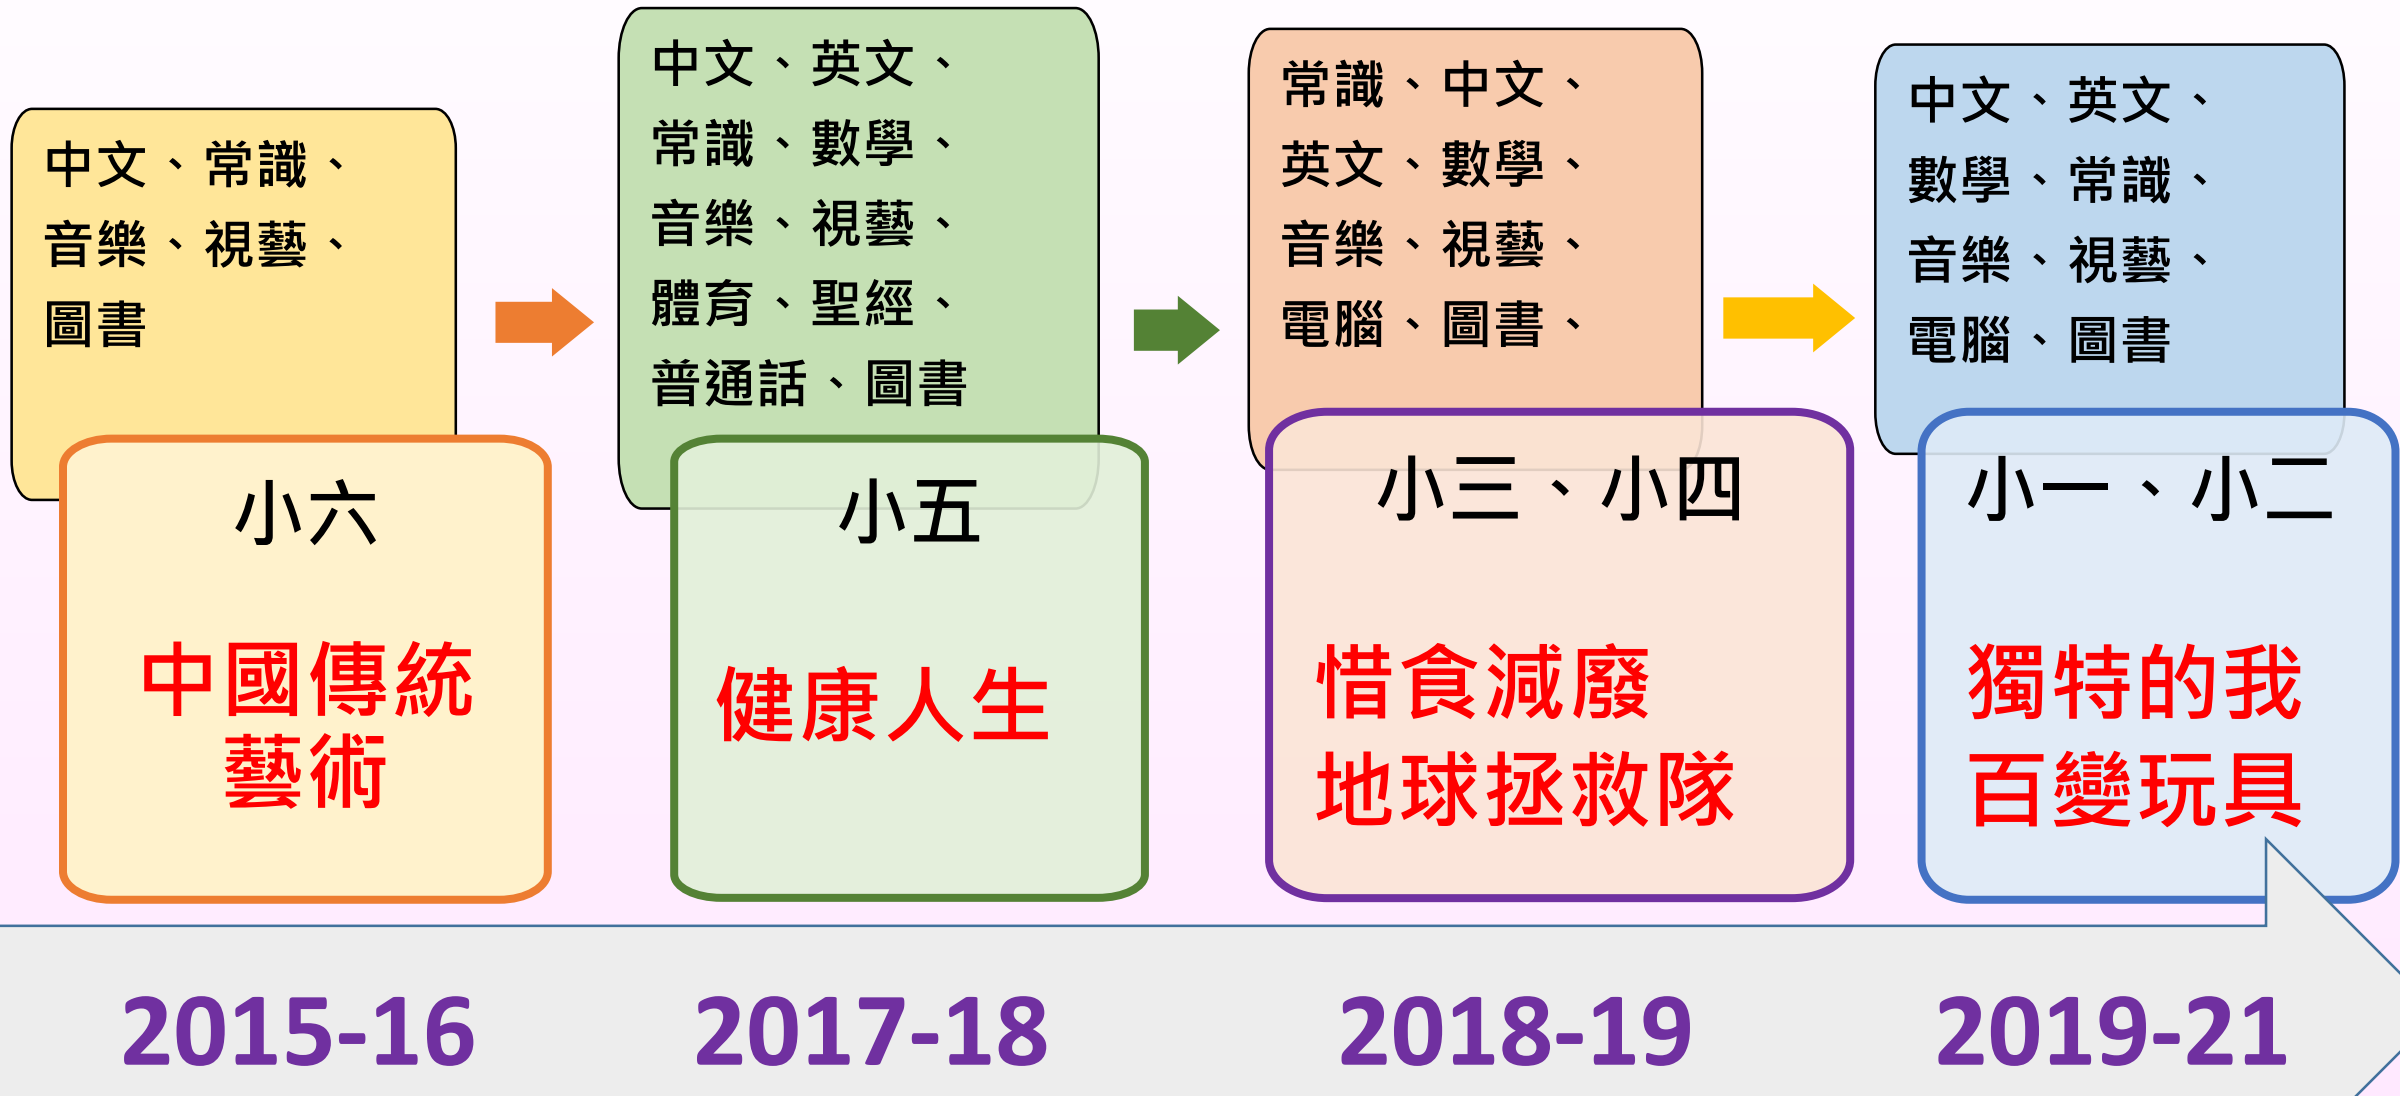 中文、常識、
音樂、視藝、
圖書
小六
中國傳統
藝術
中文、英文、
常識、數學、
音樂、視藝、
體育、聖經、
普通話、圖書
小五
健康人生
常識、中文、
英文、數學、
音樂、視藝、
電腦、圖書、
小三、小四
惜食減廢
地球拯救隊
中文、英文、
數學、常識、
音樂、視藝、
電腦、圖書
小一、小二
獨特的我
百變玩具
2015-16
2017-18
2018-19
2019-21